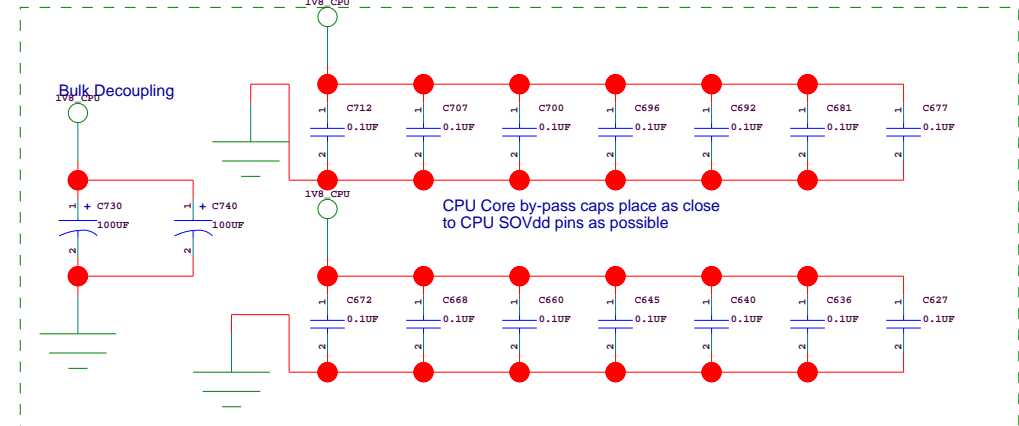 1V8_CPU
Bulk Decoupling
1V8_CPU
1 C712 1 C707 1 C700 1 C696 1 C692 1 C681 1 C677
0.1UF 0.1UF 0.1UF 0.1UF 0.1UF 0.1UF 0.1UF
2 2 2 2 2 2 2
1V8_CPU
1 + C730 1 + C740
100UF 100UF
2 2
CPU Core by-pass caps place as close
to CPU SOVdd pins as possible
1 C672 1 C668 1 C660 1 C645 1 C640 1 C636 1 C627
0.1UF 0.1UF 0.1UF 0.1UF 0.1UF 0.1UF 0.1UF
2 2 2 2 2 2 2